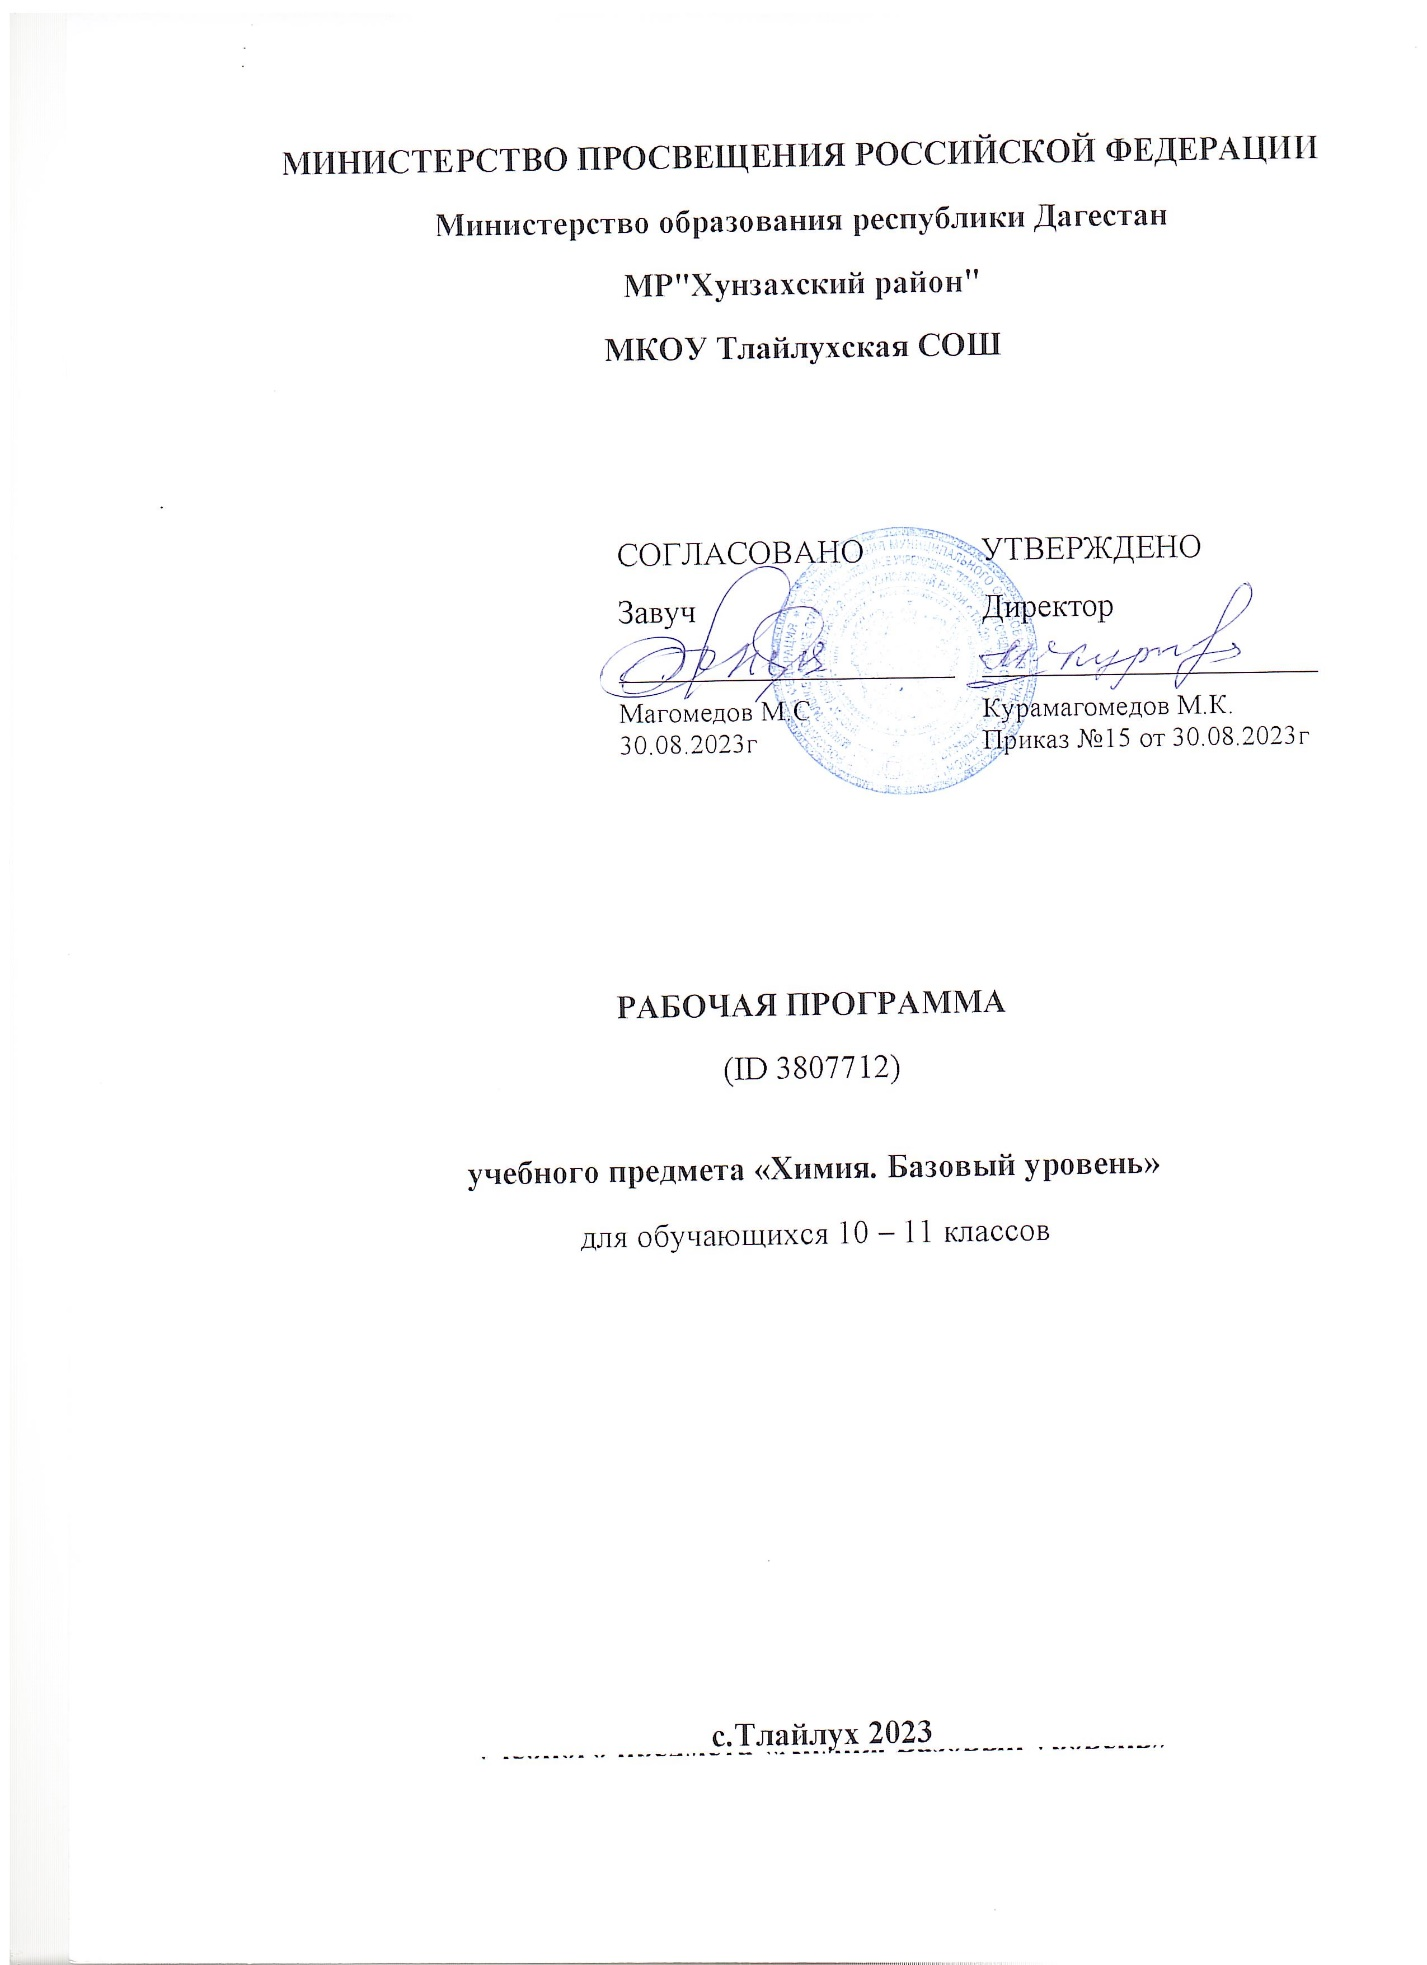 МИНИСТЕРСТВО ПРОСВЕЩЕНИЯ РОССИЙСКОЙ ФЕДЕРАЦИИ
Министерство образования республики Дагестан
МР"Хунзахский район"
МКОУ Тлайлухская СОШ
СОГЛАСОВАНО
Завуч
Магомедов М.С
30.08.2023г
УТВЕРЖДЕНО
Директор
Курамагомедов М.К.
Приказ №15 от 30.08.2023г
РАБОЧАЯ ПРОГРАММА
(ID 3807712)
учебного предмета «Химия. Базовый уровень»
для обучающихся 10 – 11 классов
с.Тлайлух 2023